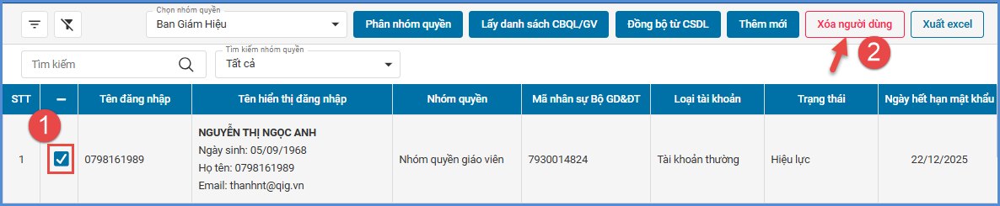 Chọn nhóm quyền
Ban Giám Hiệu
Phân nhóm quyền
Lấy danh sách CBQL/GV
Đồng bộ từ CSDL
Thêm mới
Xóa người dùng
Xuất excel
2
Tìm kiếm
Tìm kiếm nhóm quyền
Tất cả
STT
Tên đăng nhập
Tên hiển thị đăng nhập
Nhóm quyền
Mã nhân sự Bộ GD&ĐT
Loại tài khoản
Trạng thái
Ngày hết hạn mật khẩu
1
1
0798161989
NGUYỄN THỊ NGỌC ANH
Ngày sinh: 05/09/1968
Họ tên: 0798161989
Email: thanhnt@qig.vn
Nhóm quyền giáo viên
7930014824
Tài khoản thường
Hiệu lực
22/12/2025